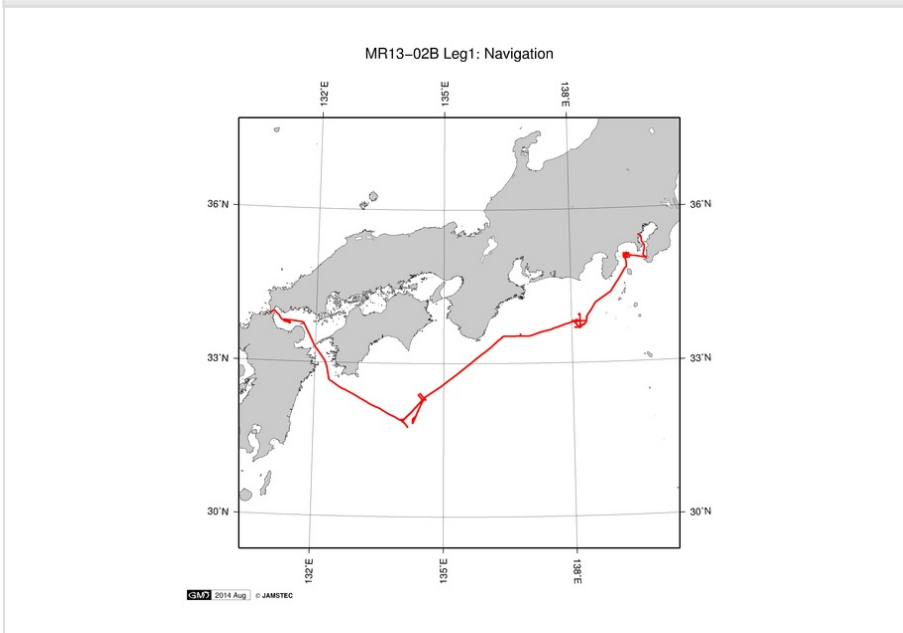 MR13−02B Leg1: Navigation
132˚E
135˚E
138˚E
36˚N
36˚N
33˚N
33˚N
30˚N
30˚N
132˚E
135˚E
138˚E
GMD 2014 Aug © JAMSTEC